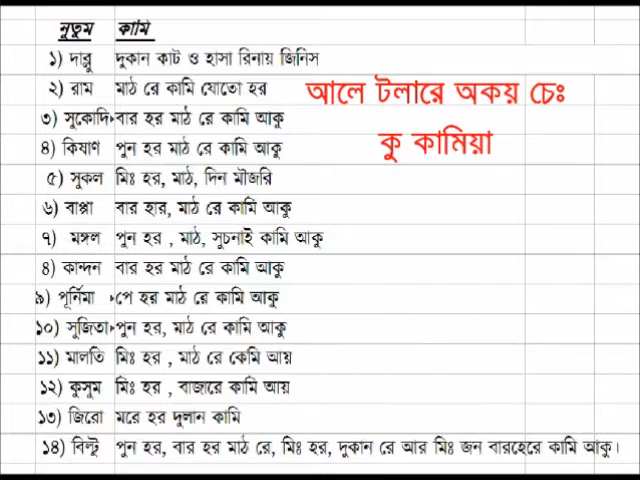 নুতুম কামি
১) দাল্লু দুকান কাট ও হাসা রিনায় জিনিস
২) রাম মাঠ রে কামি যোতো হর
আলে টলারে অকয় চেঃ
৩) সুকোদি বার হর মাঠ রে কামি আকু
৪) কিষাণ পুন হর মাঠ রে কামি আকু
কু কামিয়া
৫) সুকল মিঃ হর, মাঠ, দিন মৗজরি
৬) বাপ্পা বার হার, মাঠ রে কামি আকু
৭) মঙ্গল পুন হর , মাঠ, সুচনাই কামি আকু
৪) কান্দন বার হর মাঠ রে কামি আকু
৯) পূর্নিমা পে হর মাঠ রে কামি আকু
১০) সুজিতা পুন হর, মাঠ রে কামি আকু
১১) মালতি মিঃ হর , মাঠ রে কেমি আয়
১২) কুসুম মিঃ হর , বাজারে কামি আয়
১৩) জিরো মরে হর দুলান কামি
১৪) বিল্টু পুন হর, বার হর মাঠ রে, মিঃ হর, দুকান রে আর মিঃ জন বারহেরে কামি আকু।